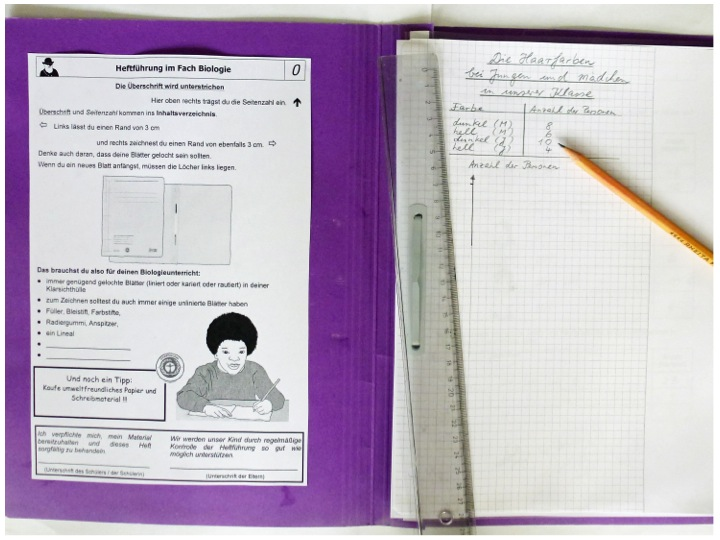 Heftführung im Fach Biologie
0
Die Überschrift wird unterstrichen
Hier oben rechts trägst du die Seitenzahl ein.
Überschrift und Seitenzahl kommen ins Inhaltsverzeichnis.
Links lässt du einen Rand von 3 cm
und rechts zeichnest du einen Rand von ebenfalls 3 cm.
Denke auch daran, dass deine Blätter gelocht sein sollten.
Wenn du ein neues Blatt anfängst, müssen die Löcher links liegen.
Das brauchst du also für deinen Biologieunterricht:
immer genügend gelochte Blätter (liniert oder kariert oder rautiert) in deiner
Klarsichthülle
zum Zeichnen solltest du auch immer einige unlinierte Blätter haben
Füller, Bleistift, Farbstifte,
Radiergummi, Anspitzer,
ein Lineal
Und noch ein Tipp:
Kaufe umweltfreundliches Papier und
Schreibmaterial !!!
Ich verpflichte mich, mein Material
bereitzuhalten und dieses Heft
sorgfältig zu behandeln.
(Unterschrift des Schülers / der Schülerin)
Wir werden unser Kind durch regelmäßige
Kontrolle der Heftführung so gut wie
möglich unterstützen.
(Unterschrift der Eltern)
Die Haarfarben
bei Jungen und Mädchen
in unserer Klasse
Farbe Anzahl der Personen
dunkel (M) 8
hell (M) 6
dunkel (J) 10
hell (J) 4
Anzahl der Personen